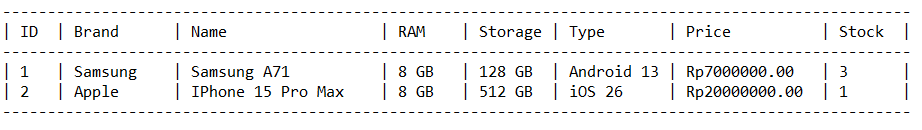 | ID | Brand | Name | RAM | Storage | Type | Price | Stock |
| 1 | Samsung | Samsung A71 | 8 GB | 128 GB | Android 13 | Rp7000000.00 | 3 |
| 2 | Apple | IPhone 15 Pro Max | 8 GB | 512 GB | iOS 26 | Rp20000000.00 | 1 |